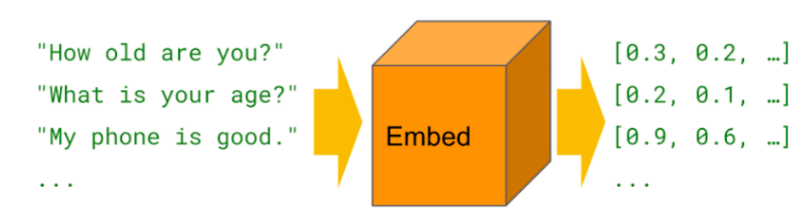 "How old are you?"
"What is your age?"
"My phone is good."
...
Embed
[0.3, 0.2, …]
[0.2, 0.1, …]
[0.9, 0.6, …]
...